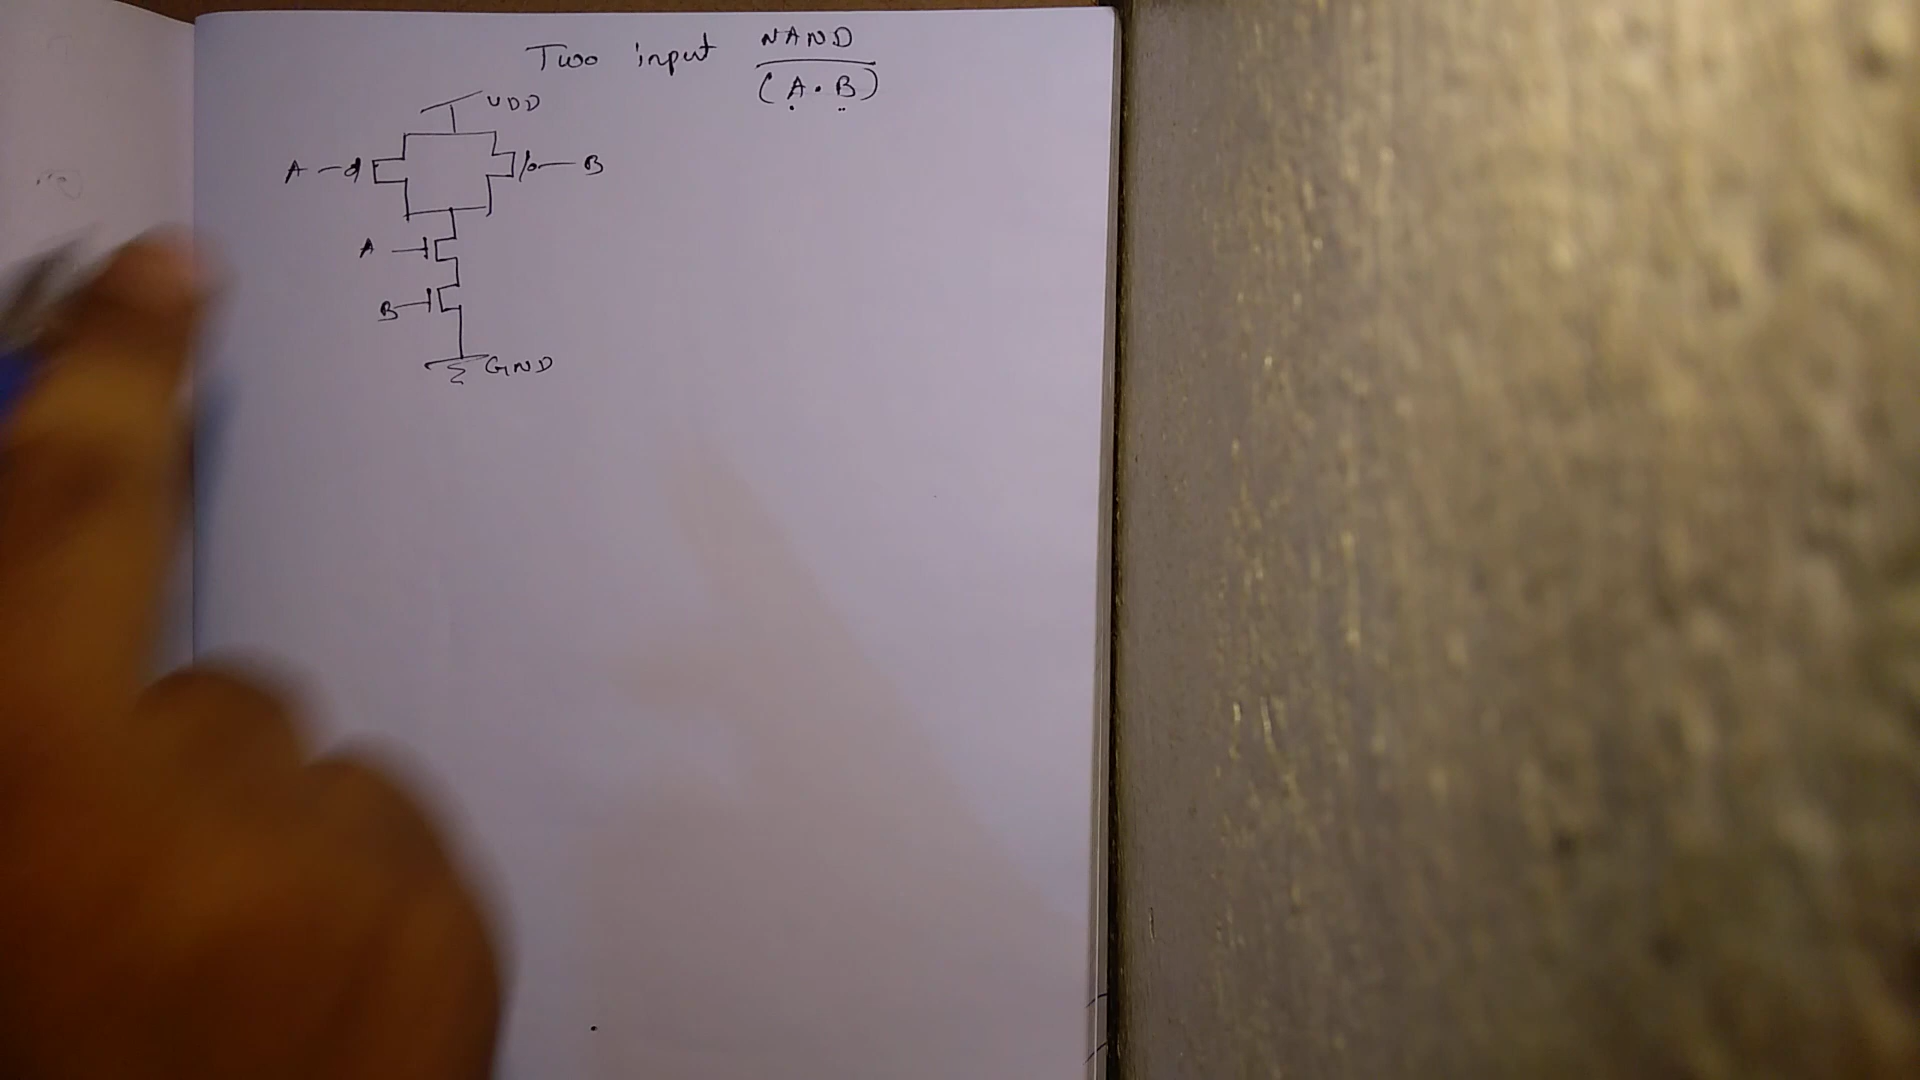 Two input NAND
(A.B)
VDD
A B
A
B
GND